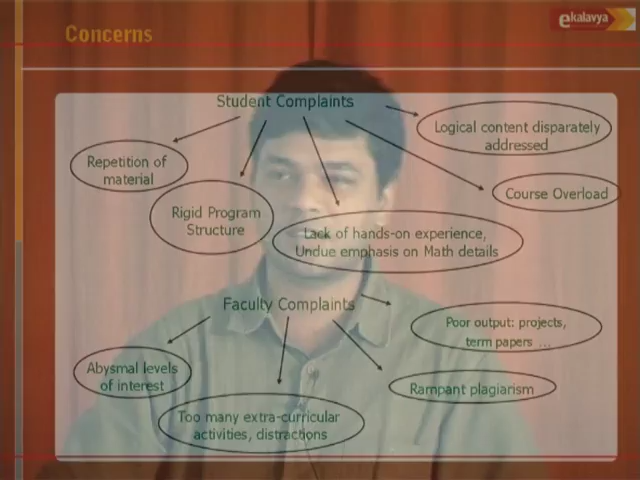 Concerns
ekalavya
Student Complaints
Logical content disparately
addressed
Repetition of
material
Course Overload
Rigid Program
Structure
Lack of hands-on experience,
Undue emphasis on Math details
Faculty Complaints
Poor output: projects,
term papers ...
Abysmal levels
of interest
Rampant plagiarism
Too many extra-curricular
activities, distractions